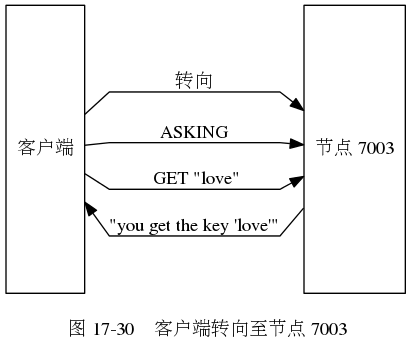 转向
ASKING
客户端
节点 7003
GET "love"
"you get the key 'love'"
图 17-30 客户端转向至节点 7003